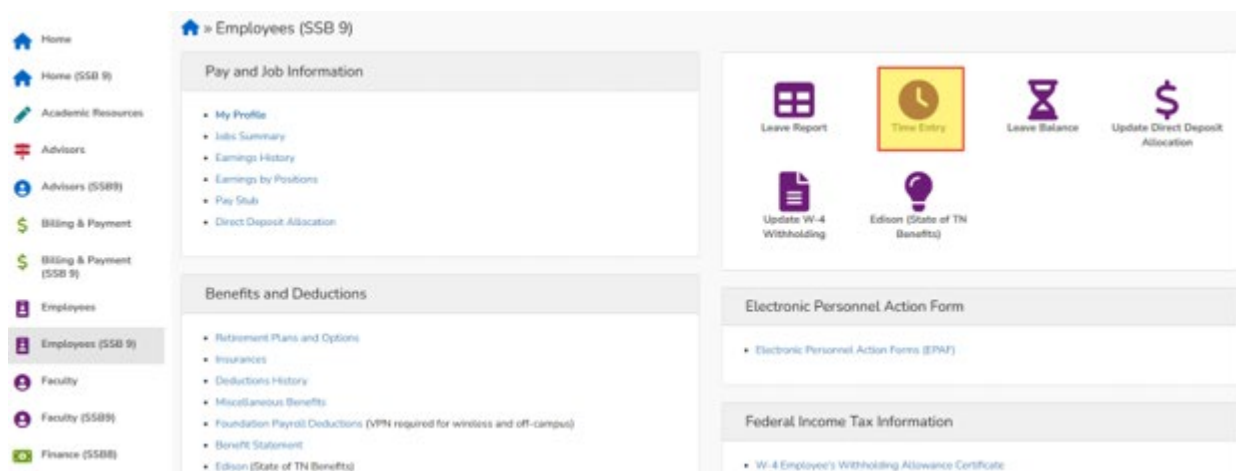 Home
Home (SSB 9)
Academic Resources
Advisors
Advisors (SSB9)
Billing & Payment
Billing & Payment
(SSB 9)
Employees
Employees (SSB 9)
Faculty
Faculty (SSB9)
Finance (SSB8)
» Employees (SSB 9)
Pay and Job Information
• My Profile
• Jobs Summary
• Earnings History
• Earnings by Positions
• Pay Stub
• Direct Deposit Allocation
Leave Report
Time Entry
Leave Balance
Update Direct Deposit
Allocation
Update W-4
Withholding
Edison (State of TN
Benefits)
Benefits and Deductions
• Retirement Plans and Options
• Insurances
• Deductions History
• Miscellaneous Benefits
• Foundation Payroll Deductions (VPN required for wireless and off-campus)
• Benefit Statement
• Edison (State of TN Benefits)
Electronic Personnel Action Form
• Electronic Personnel Action Forms (EPAF)
Federal Income Tax Information
• W-4 Employee's Withholding Allowance Certificate